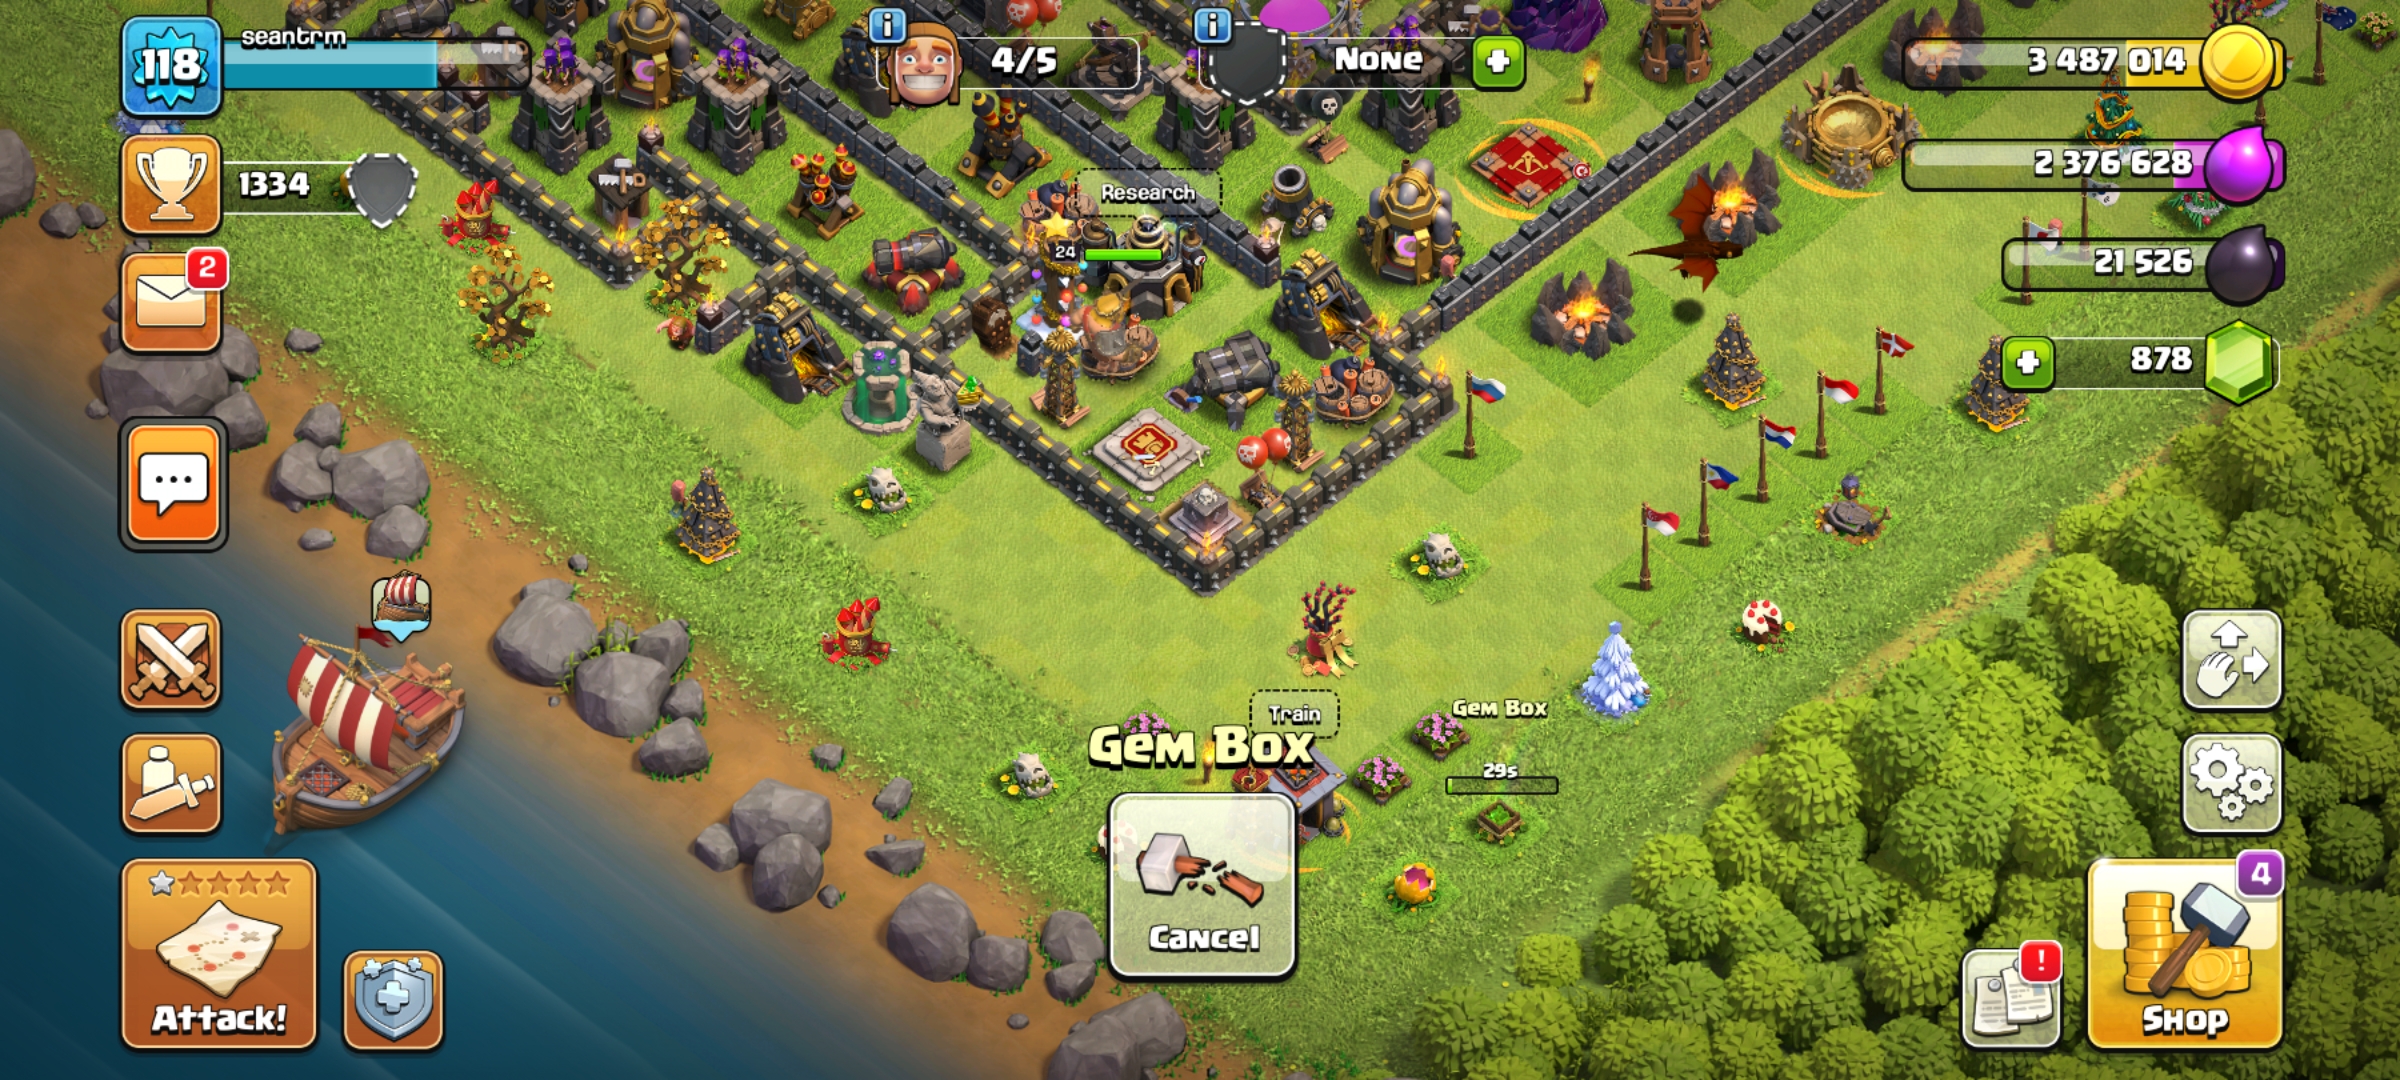 118
seantrm
4/5
None
3 487 014
1334
2 376 628
Research
2
24
21 526
878
Train
Gem Box
Gem Box
29s
Cancel
4
!
Attack!
Shop